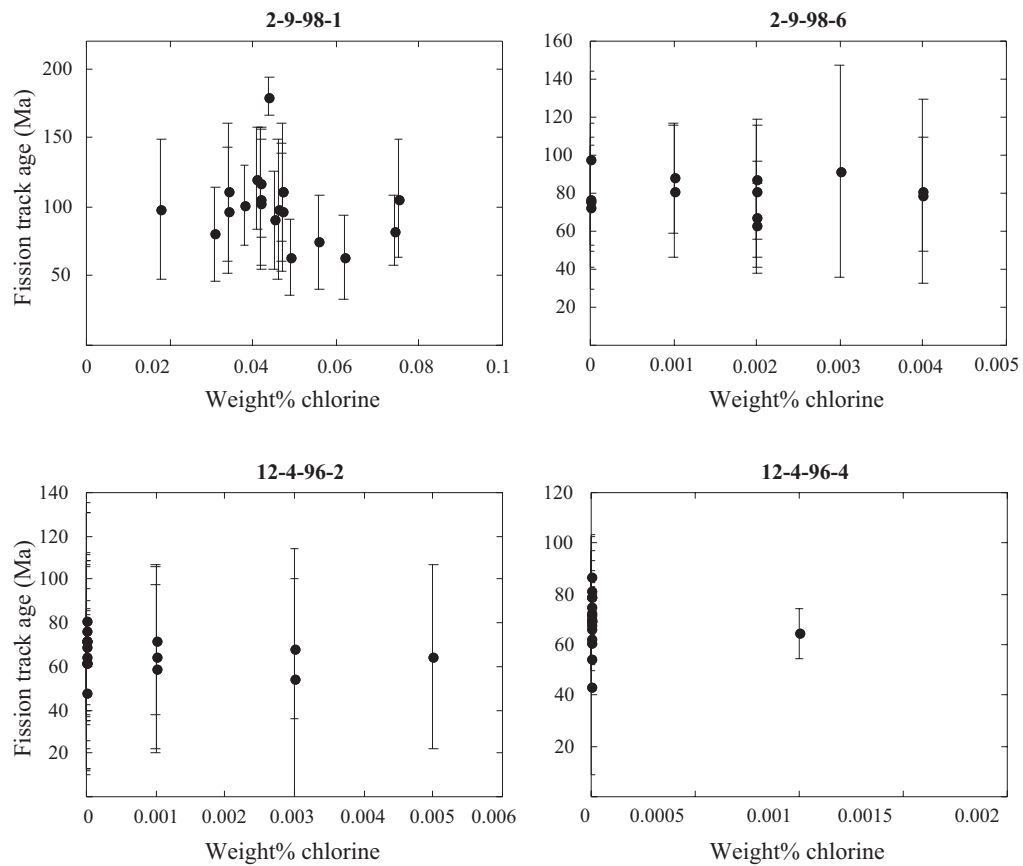 2-9-98-1
Fission track age (Ma)
200
150
100
50
0 0.02 0.04 0.06 0.08 0.1
Weight% chlorine
2-9-98-6
160
140
120
100
80
60
40
20
0 0.001 0.002 0.003 0.004 0.005
Weight% chlorine
12-4-96-2
Fission track age (Ma)
140
120
100
80
60
40
20
0 0.001 0.002 0.003 0.004 0.005 0.006
Weight% chlorine
12-4-96-4
120
100
80
60
40
20
0 0.0005 0.001 0.0015 0.002
Weight% chlorine